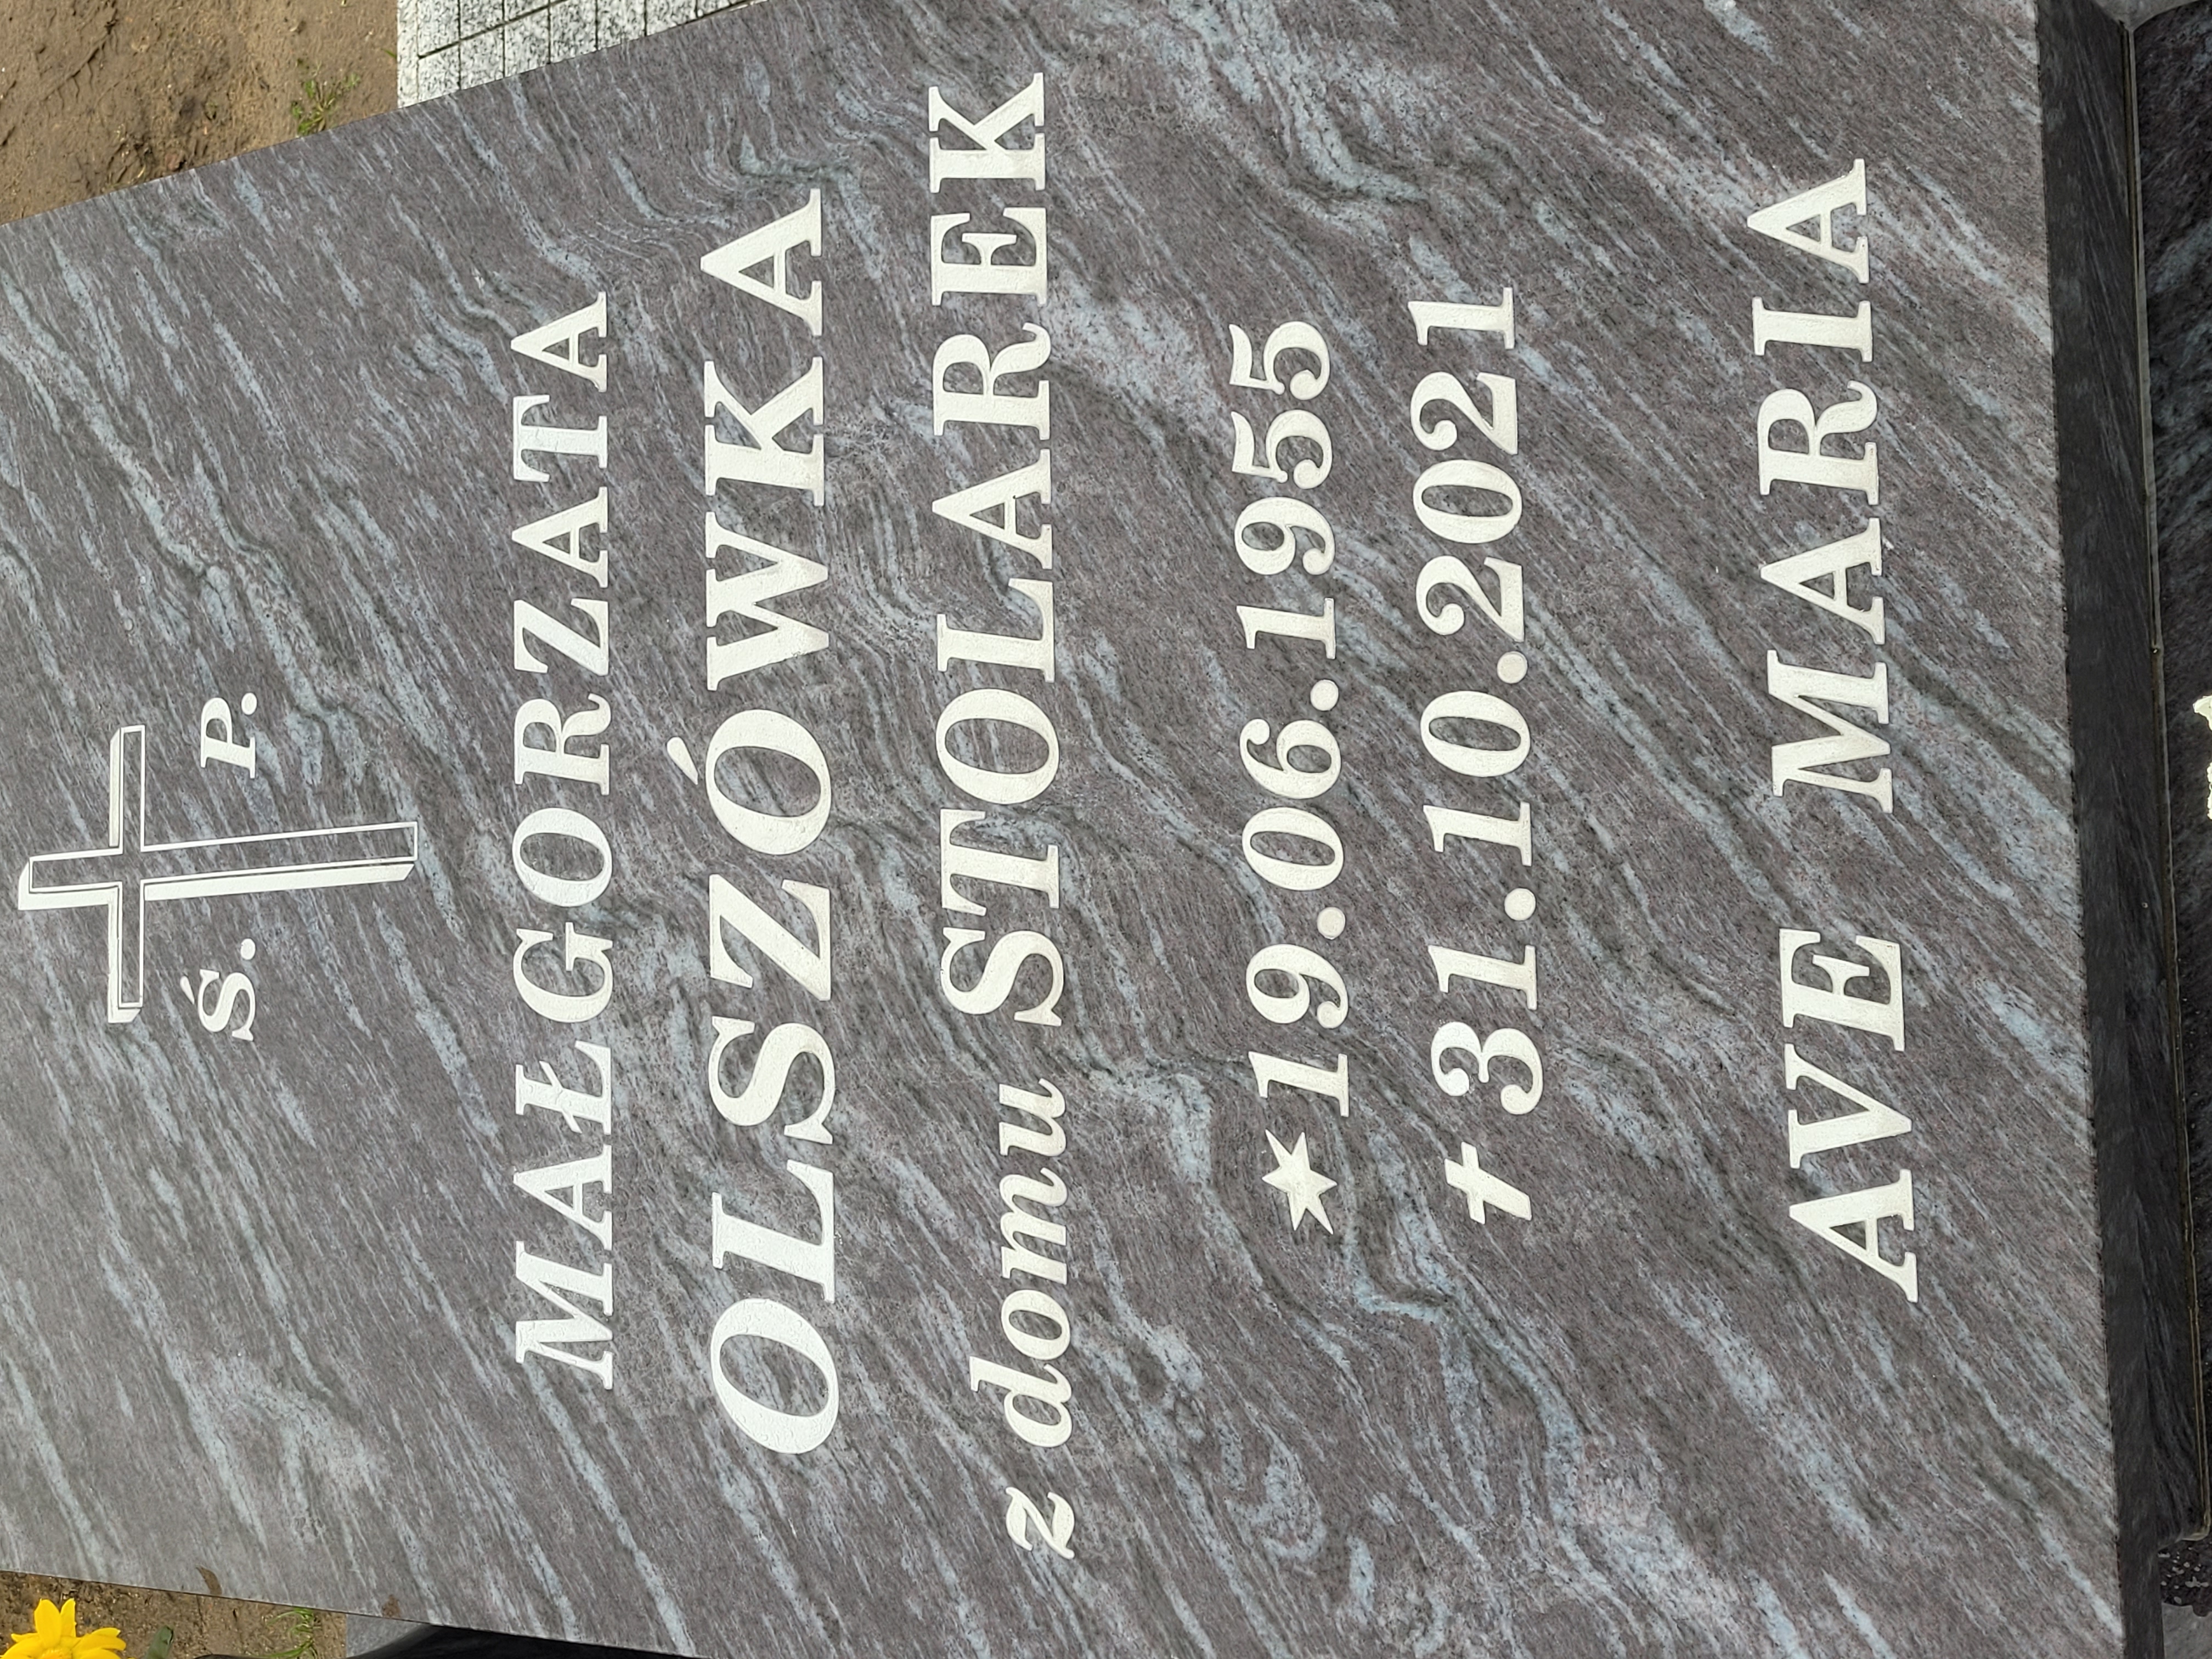 Ś. P.
MAŁGORZATA
OLSZÓWKA
z domu STOLAREK
★19.06.1955
✝31.10.2021
AVE MARIA